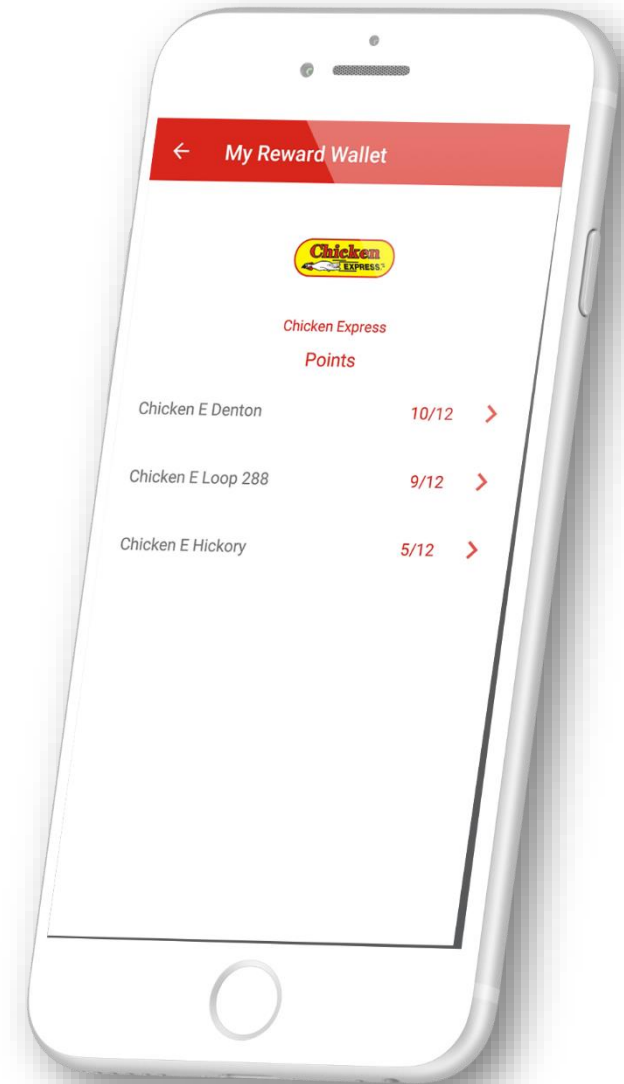 My Reward Wallet
Chicken
EXPRESS
Chicken Express
Points
Chicken E Denton 10/12
Chicken E Loop 288 9/12
Chicken E Hickory 5/12